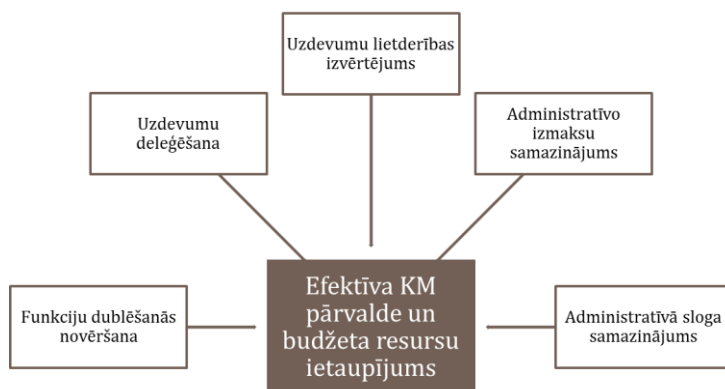 Uzdevumu lietderības
izvērtējums
Uzdevumu
deleģēšana
Administratīvo
izmaksu
samazinājums
Funkciju dublēšanās
novēršana
Efektīva KM
pārvalde un
budžeta resursu
ietaupījums
Administratīvā sloga
samazinājums